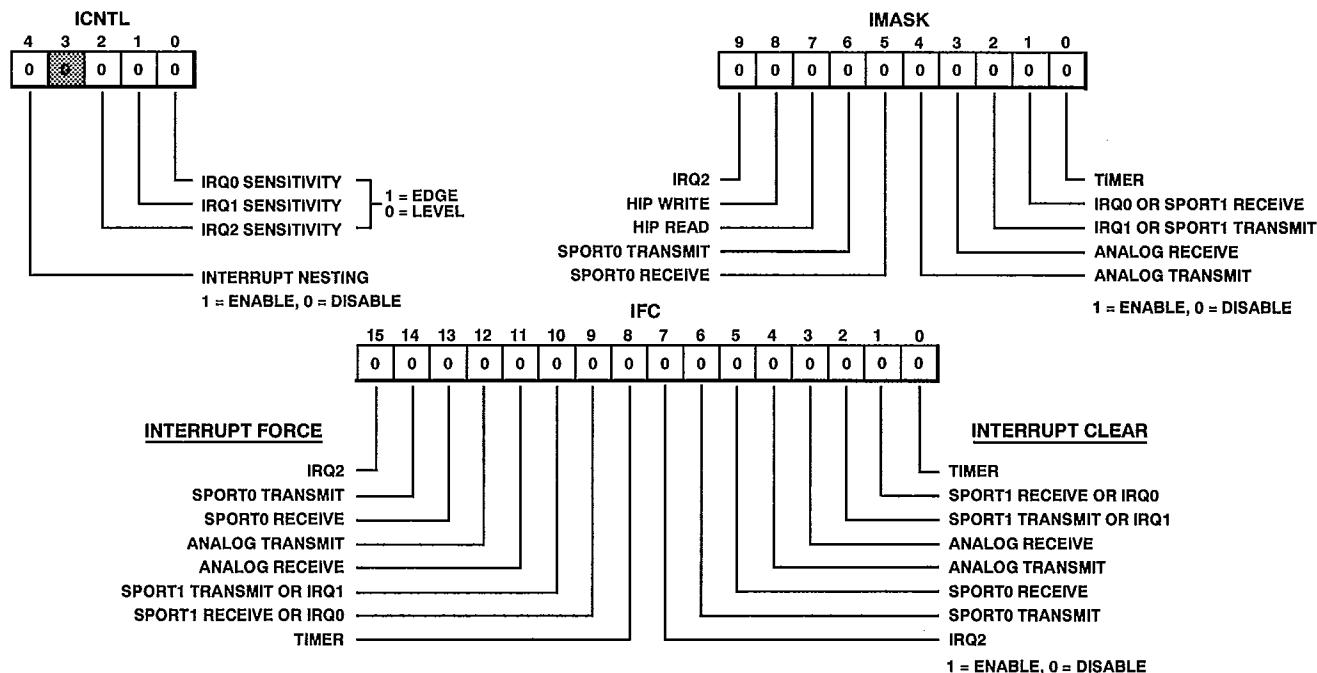 ICNTL
4 3 2 1 0
0 0 0 0 0
IRQ0 SENSITIVITY
IRQ1 SENSITIVITY
IRQ2 SENSITIVITY
1 = EDGE
0 = LEVEL
INTERRUPT NESTING
1 = ENABLE, 0 = DISABLE
IMASK
9 8 7 6 5 4 3 2 1 0
0 0 0 0 0 0 0 0 0 0
IRQ2
HIP WRITE
HIP READ
SPORT0 TRANSMIT
SPORT0 RECEIVE
TIMER
IRQ0 OR SPORT1 RECEIVE
IRQ1 OR SPORT1 TRANSMIT
ANALOG RECEIVE
ANALOG TRANSMIT
1 = ENABLE, 0 = DISABLE
IFC
15 14 13 12 11 10 9 8 7 6 5 4 3 2 1 0
0 0 0 0 0 0 0 0 0 0 0 0 0 0 0 0
INTERRUPT FORCE
IRQ2
SPORT0 TRANSMIT
SPORT0 RECEIVE
ANALOG TRANSMIT
ANALOG RECEIVE
SPORT1 TRANSMIT OR IRQ1
SPORT1 RECEIVE OR IRQ0
TIMER
INTERRUPT CLEAR
TIMER
SPORT1 RECEIVE OR IRQ0
SPORT1 TRANSMIT OR IRQ1
ANALOG RECEIVE
ANALOG TRANSMIT
SPORT0 RECEIVE
SPORT0 TRANSMIT
IRQ2
1 = ENABLE, 0 = DISABLE